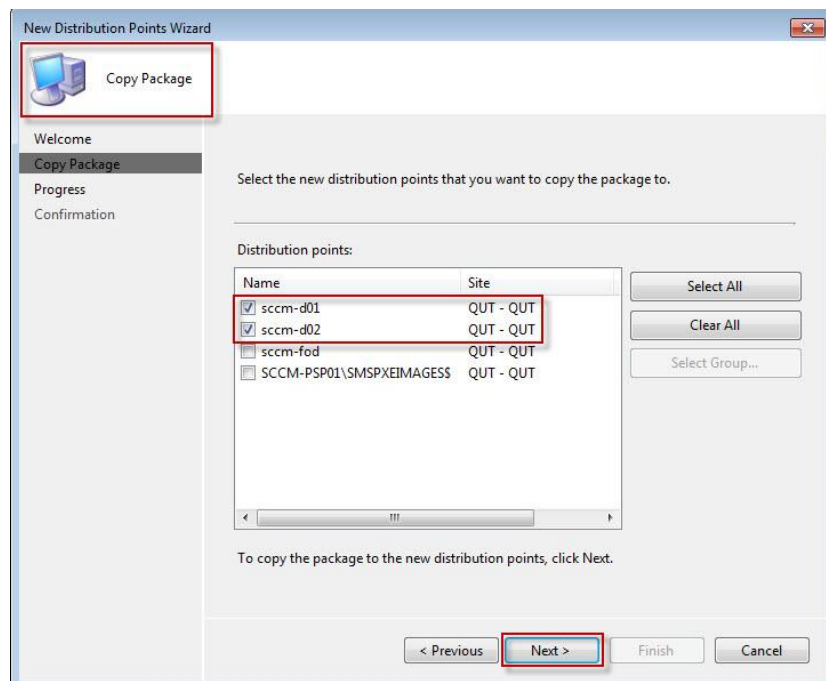 New Distribution Points Wizard
Copy Package
Welcome
Copy Package
Progress
Confirmation
Select the new distribution points that you want to copy the package to.
Distribution points:
Name Site
sccm-d01 QUT - QUT
sccm-d02 QUT - QUT
sccm-fod QUT - QUT
SCCM-PSP01\SMSPXEIMAGES$ QUT - QUT
Select All
Clear All
Select Group...
To copy the package to the new distribution points, click Next.
< Previous Next > Finish Cancel